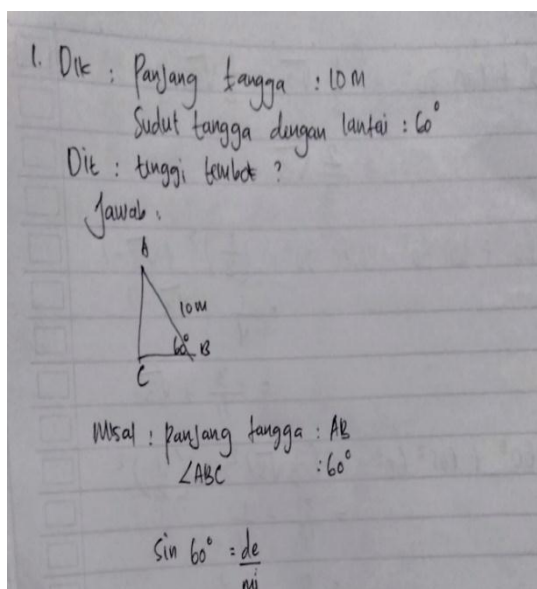 1. Dik : Panjang tangga : 10 M
Sudut tangga dengan lantai : 60°
Dit : tinggi tembok ?
Jawab :
A
10 m
60° B
C
Misal : Panjang tangga : AB
∠ABC : 60°
Sin 60° = de
mi